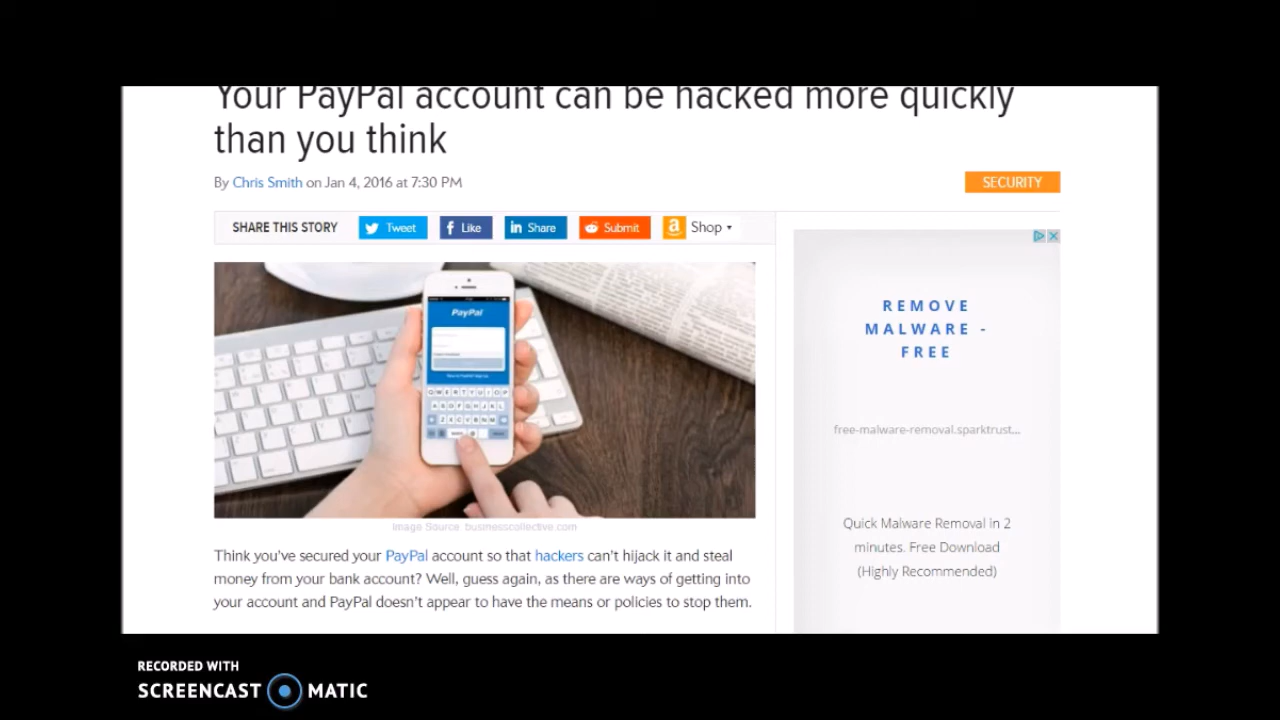 Your PayPal account can be hacked more quickly
than you think
By Chris Smith on Jan 4, 2016 at 7:30 PM
SECURITY
SHARE THIS STORY
Tweet
Like
Share
Submit
Shop
PayPal
Image Source: businesscollective.com
Think you've secured your PayPal account so that hackers can't hijack it and steal
money from your bank account? Well, guess again, as there are ways of getting into
your account and PayPal doesn't appear to have the means or policies to stop them.
REMOVE
MALWARE -
FREE
free-malware-removal.sparktrust...
Quick Malware Removal in 2
minutes. Free Download
(Highly Recommended)
RECORDED WITH
SCREENCAST MATIC